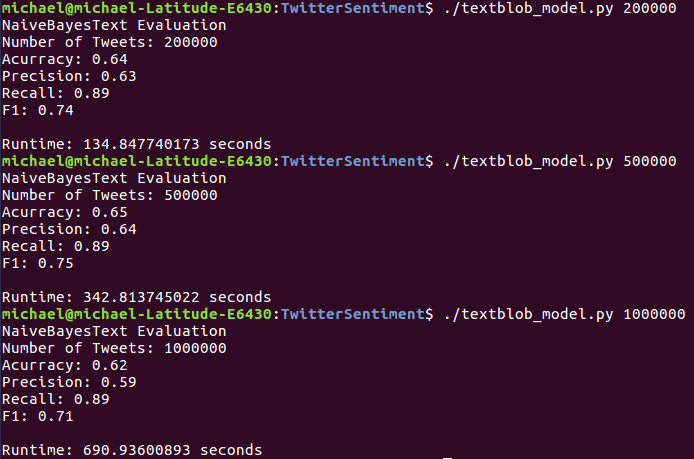 michael@michael-Latitude-E6430:TwitterSentiment$ ./textblob_model.py 200000
NaiveBayesText Evaluation
Number of Tweets: 200000
Acurracy: 0.64
Precision: 0.63
Recall: 0.89
F1: 0.74
Runtime: 134.847740173 seconds
michael@michael-Latitude-E6430:TwitterSentiment$ ./textblob_model.py 500000
NaiveBayesText Evaluation
Number of Tweets: 500000
Acurracy: 0.65
Precision: 0.64
Recall: 0.89
F1: 0.75
Runtime: 342.813745022 seconds
michael@michael-Latitude-E6430:TwitterSentiment$ ./textblob_model.py 1000000
NaiveBayesText Evaluation
Number of Tweets: 1000000
Acurracy: 0.62
Precision: 0.59
Recall: 0.89
F1: 0.71
Runtime: 690.93600893 seconds